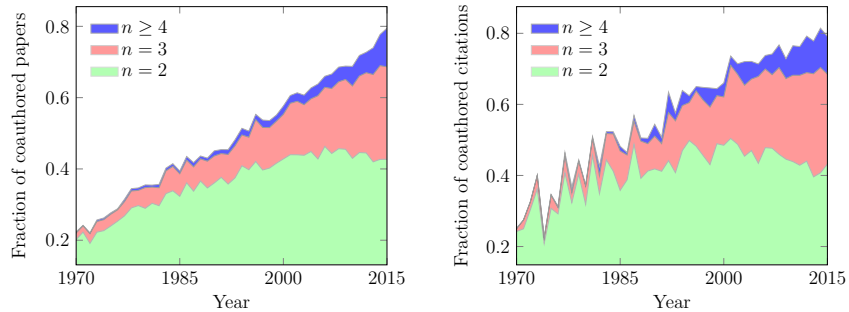 Fraction of coauthored papers
0.8
0.6
0.4
0.2
n ≥ 4
n = 3
n = 2
1970
1985
2000
2015
Year
Fraction of coauthored citations
0.8
0.6
0.4
0.2
n ≥ 4
n = 3
n = 2
1970
1985
2000
2015
Year